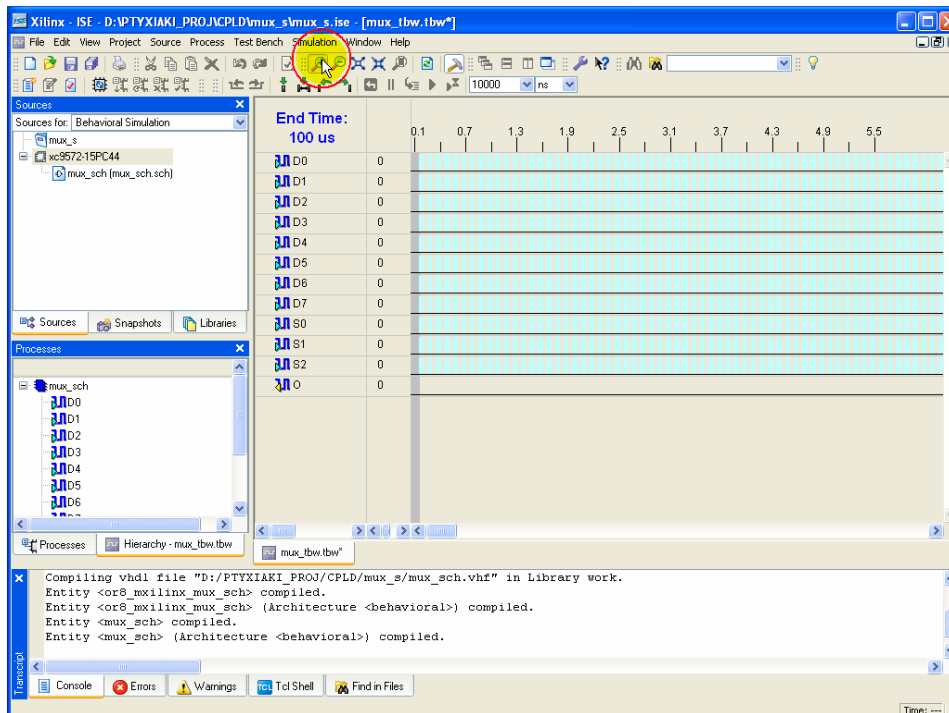 Xilinx - ISE - D:\PTYXIAKI_PROJ\CPLD\mux_s\mux_s.ise - [mux_tbw.tbw*]
File Edit View Project Source Process Test Bench Simulation Window Help
10000 ns
Sources
Sources for: Behavioral Simulation
mux_s
xc9572-15PC44
mux_sch (mux_sch.sch)
Sources Snapshots Libraries
Processes
mux_sch
D0
D1
D2
D3
D4
D5
D6
Processes Hierarchy - mux_tbw.tbw
End Time:
100 us
0.1 0.7 1.3 1.9 2.5 3.1 3.7 4.3 4.9 5.5
D0 0
D1 0
D2 0
D3 0
D4 0
D5 0
D6 0
D7 0
S0 0
S1 0
S2 0
O 0
mux_tbw.tbw*
Compiling vhdl file "D:/PTYXIAKI_PROJ/CPLD/mux_s/mux_sch.vhf" in Library work.
Entity <or8_mxilinx_mux_sch> compiled.
Entity <or8_mxilinx_mux_sch> (Architecture <behavioral>) compiled.
Entity <mux_sch> compiled.
Entity <mux_sch> (Architecture <behavioral>) compiled.
Transcript
Console Errors Warnings Tcl Shell Find in Files
Time: ---